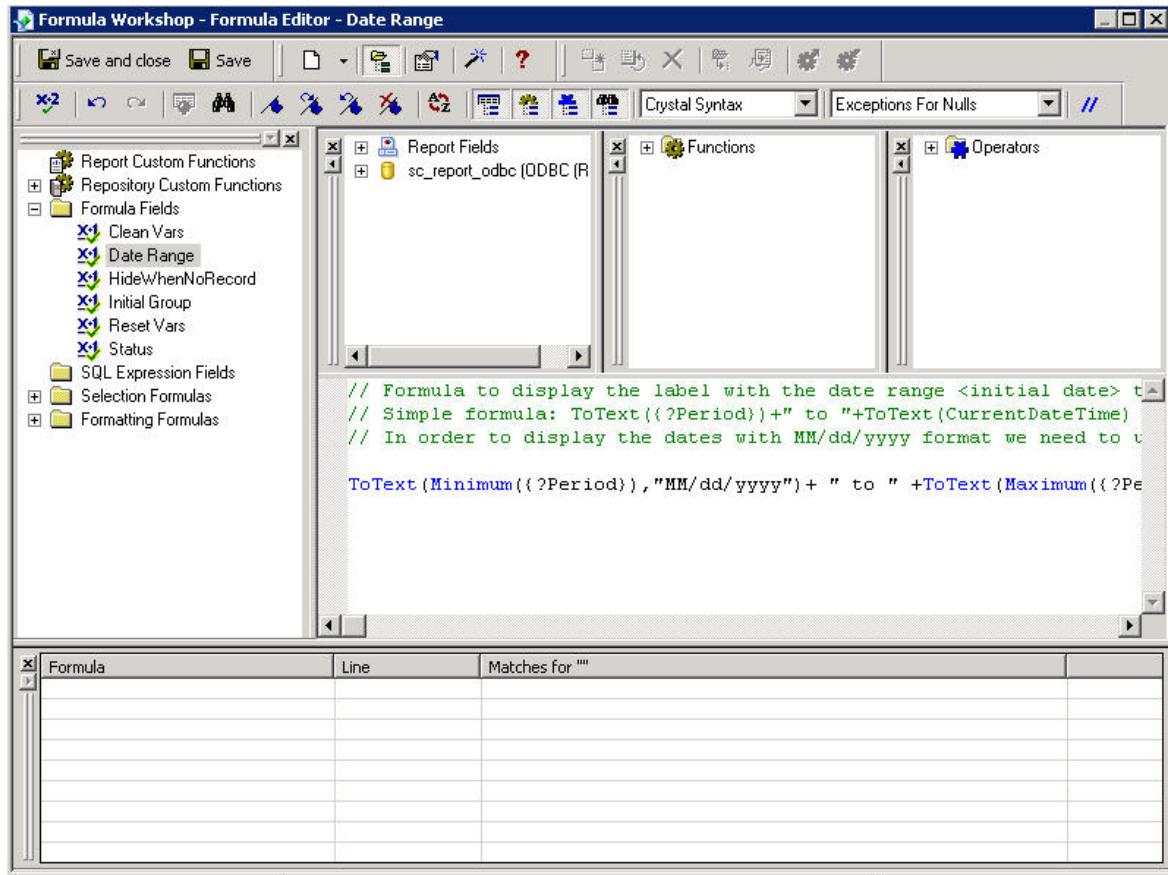 Formula Workshop - Formula Editor - Date Range
Save and close Save
Crystal Syntax Exceptions For Nulls //
Report Custom Functions
Repository Custom Functions
Formula Fields
Clean Vars
Date Range
HideWhenNoRecord
Initial Group
Reset Vars
Status
SQL Expression Fields
Selection Formulas
Formatting Formulas
Report Fields
sc_report_odbc (ODBC (R
Functions
Operators
// Formula to display the label with the date range <initial date> t
// Simple formula: ToText({?Period})+" to "+ToText(CurrentDateTime)
// In order to display the dates with MM/dd/yyyy format we need to u
ToText(Minimum({?Period}),"MM/dd/yyyy")+ " to " +ToText(Maximum({?Pe
Formula Line Matches for ""